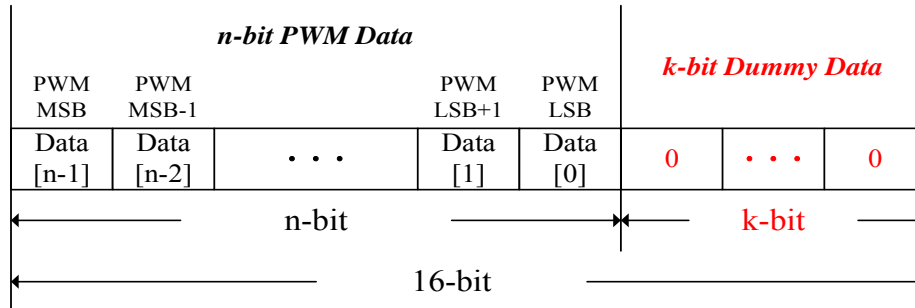 n-bit PWM Data
k-bit Dummy Data
PWM MSB
PWM MSB-1
PWM LSB+1
PWM LSB
Data [n-1]
Data [n-2]
· · ·
Data [1]
Data [0]
0
· · ·
0
n-bit
k-bit
16-bit